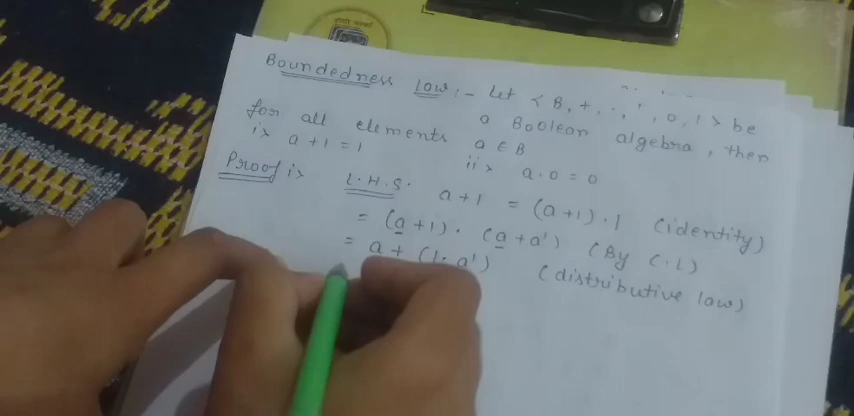 Boundedness Law :- Let < B, +, ., ', 0, 1 > be
a Boolean algebra, then
for all elements a ∈ B
i> a + 1 = 1 ii> a . 0 = 0
Proof i> L.H.S. a + 1 = (a + 1) . 1 (identity)
= (a + 1) . (a + a') (By C.L)
= a + (1 . a') (distributive law)